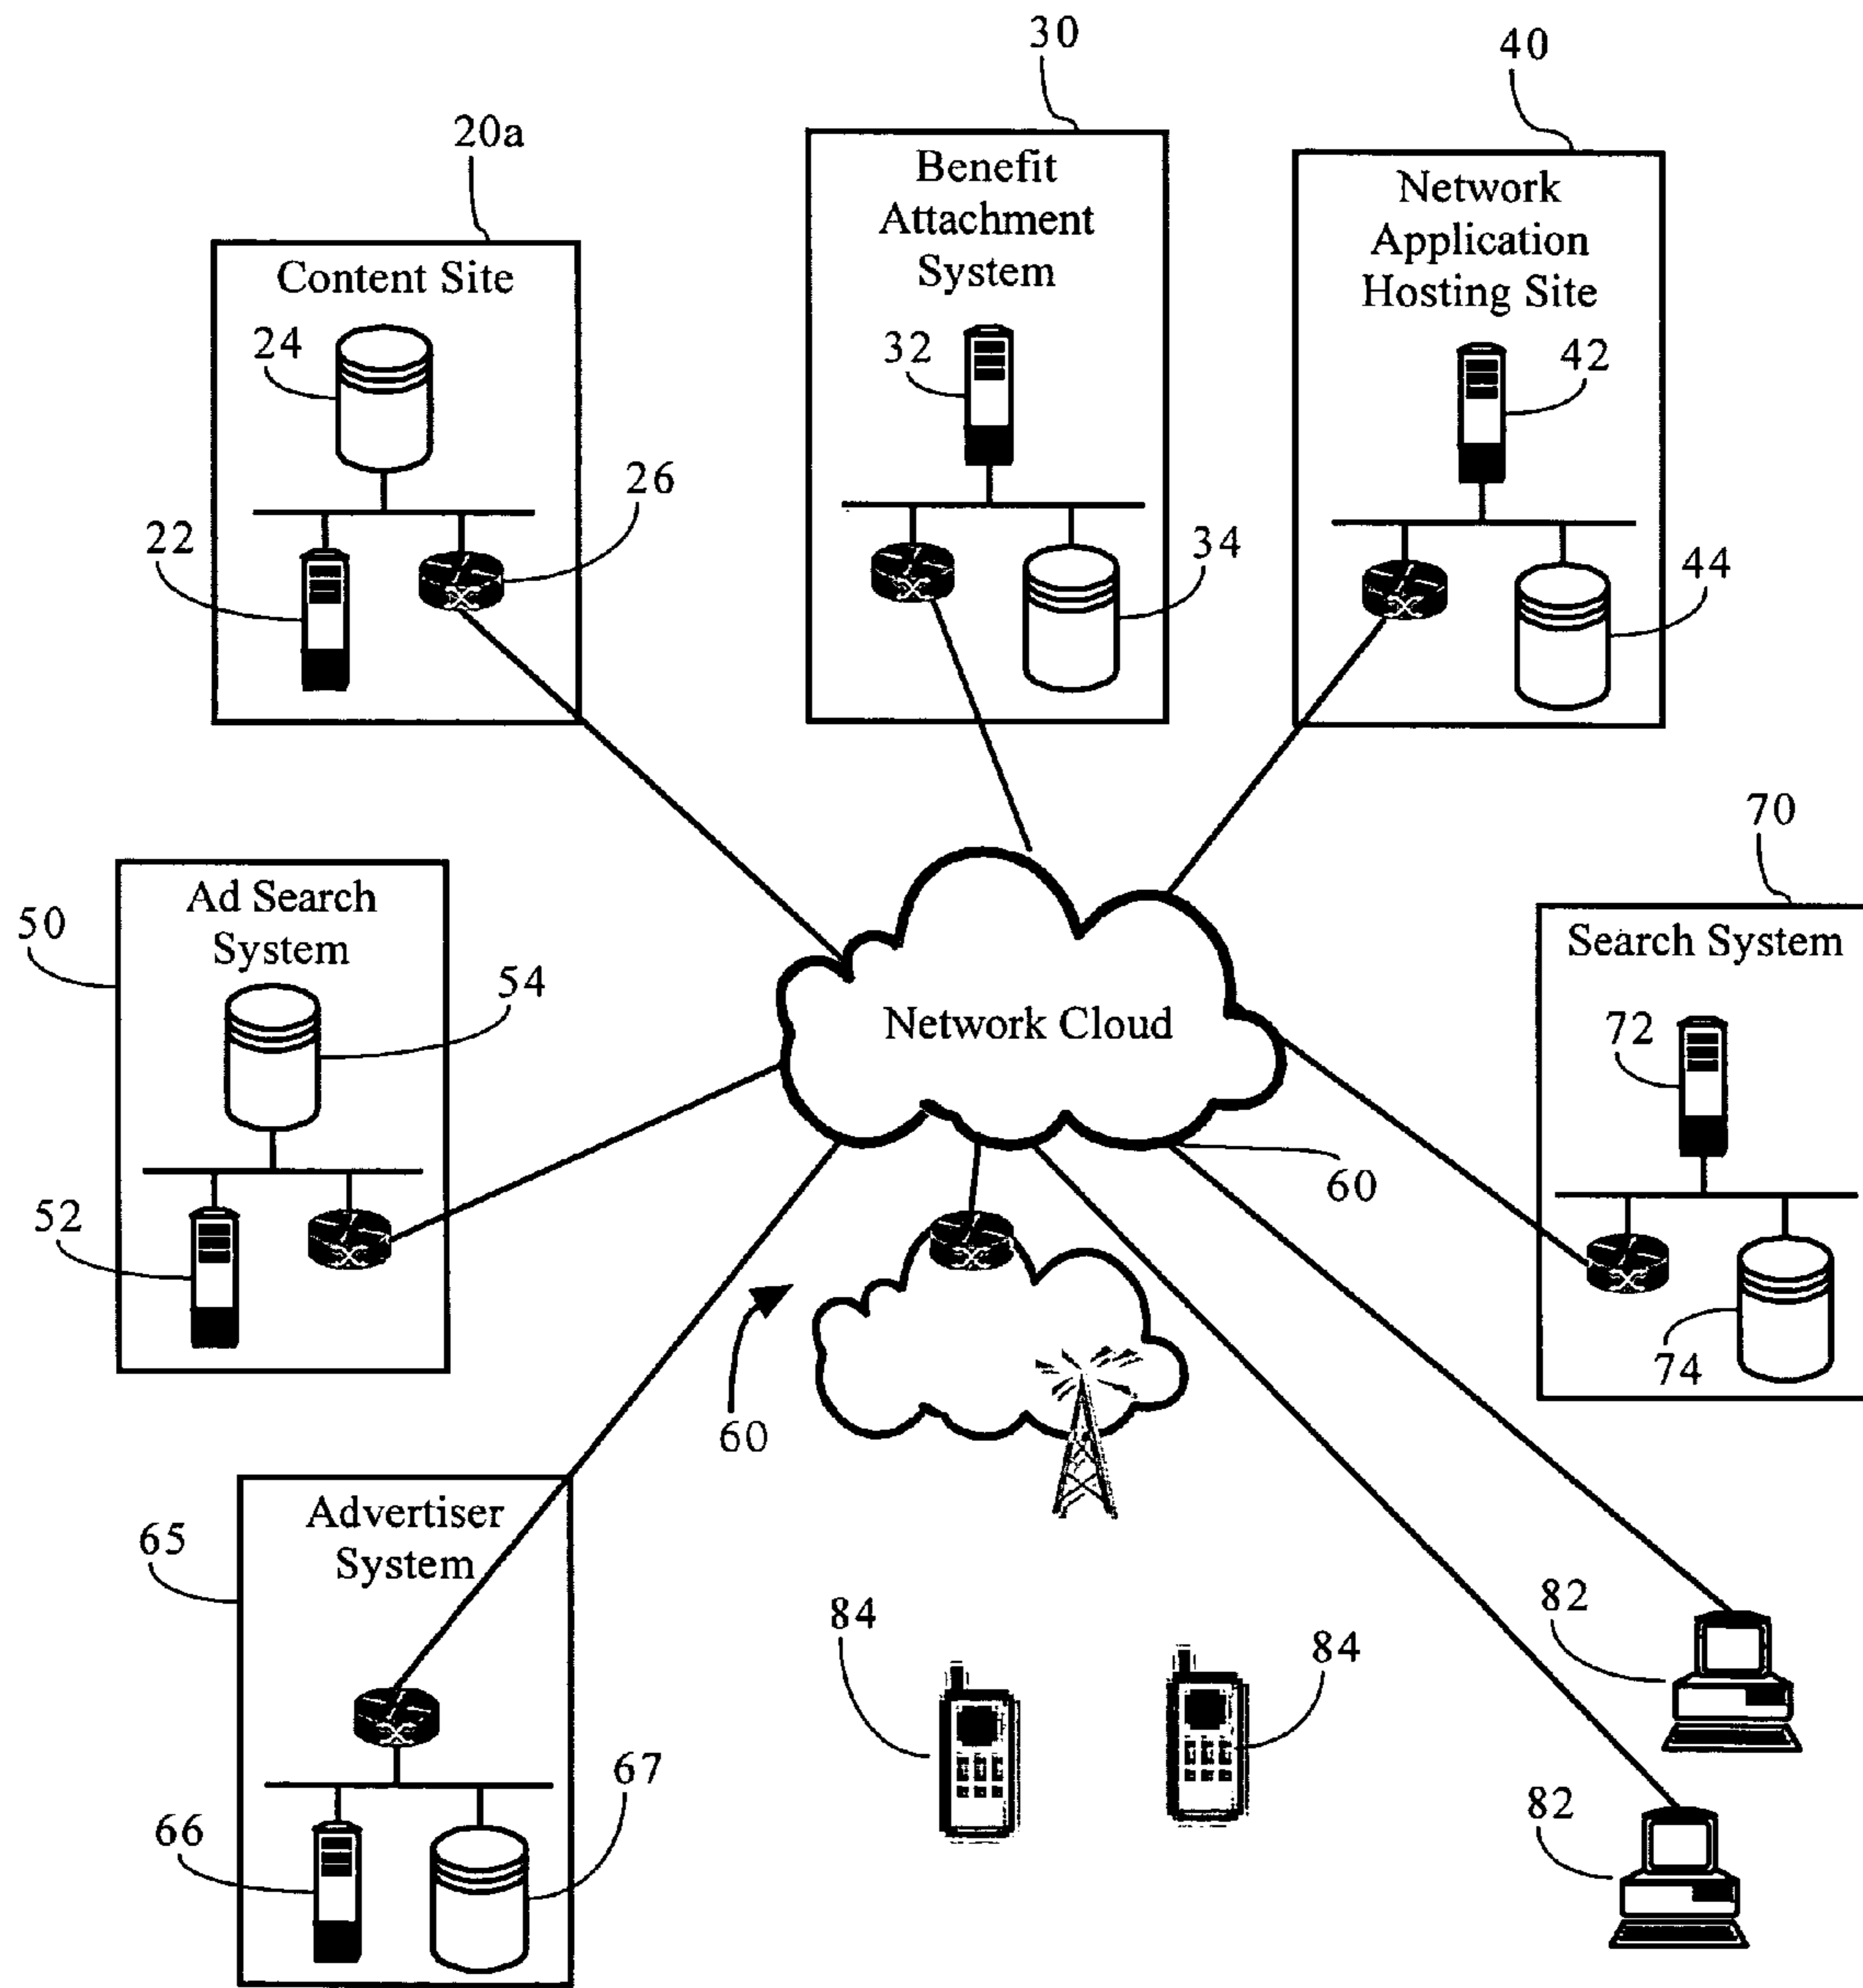 30
40
20a
Benefit
Attachment
System
Network
Application
Hosting Site
Content Site
24
32
42
26
22
34
44
70
Ad Search
System
50
Search System
54
Network Cloud
72
60
52
74
60
Advertiser
System
65
84
84
82
67
82
66